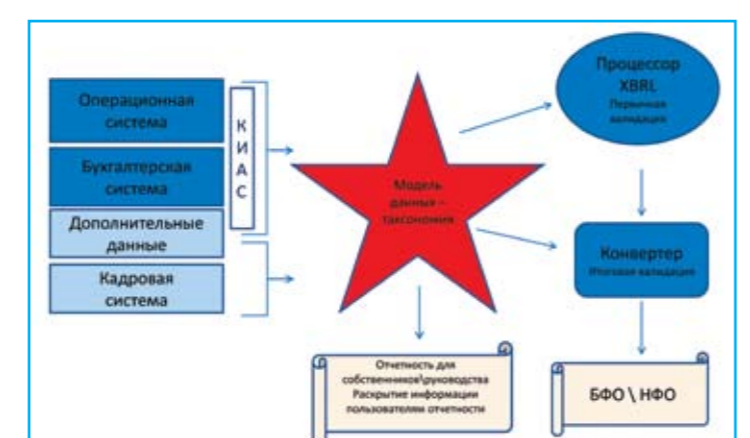 Операционная
система
Бухгалтерская
система
Дополнительные
данные
Кадровая
система
К
И
А
С
Модель
данных –
таксономия
Процессор
XBRL
Первичная
валидация
Конвертер
Итоговая валидация
Отчетность для
собственников\руководства
Раскрытие информации
пользователям отчетности
БФО \ НФО